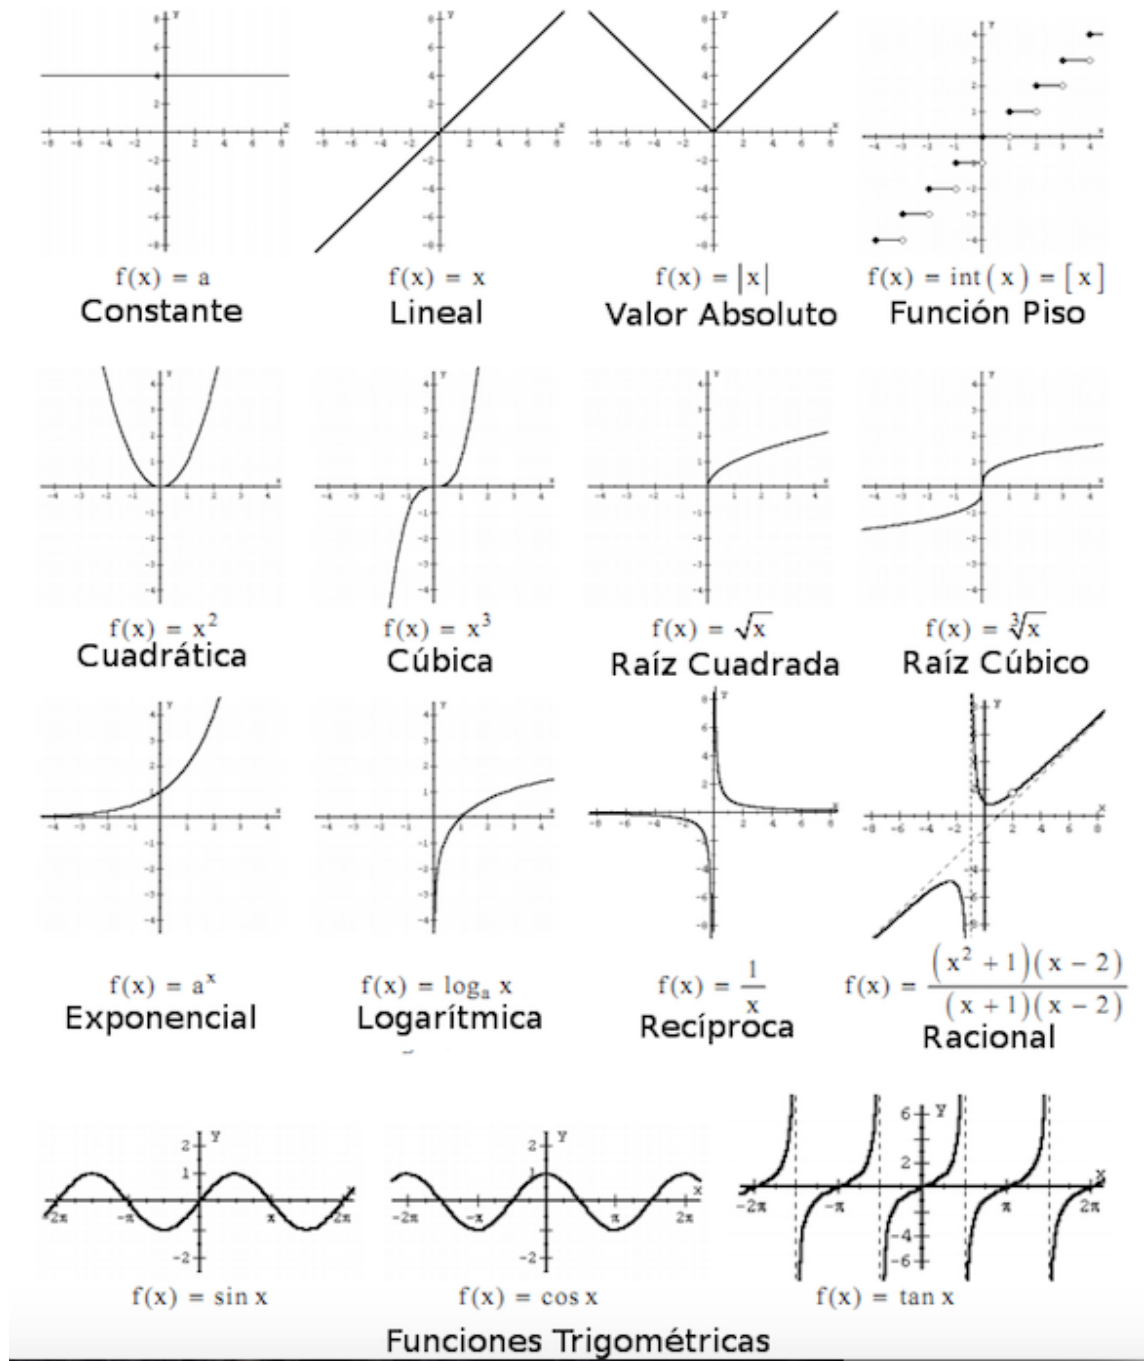 f(x) = a
Constante
f(x) = x
Lineal
f(x) = |x|
Valor Absoluto
f(x) = int(x) = [x]
Función Piso
f(x) = x²
Cuadrática
f(x) = x³
Cúbica
f(x) = √x
Raíz Cuadrada
f(x) = ∛x
Raíz Cúbico
f(x) = aˣ
Exponencial
f(x) = logₐ x
Logarítmica
f(x) = 1/x
Recíproca
f(x) = (x² + 1)(x − 2) / (x + 1)(x − 2)
Racional
f(x) = sin x
f(x) = cos x
f(x) = tan x
Funciones Trigométricas